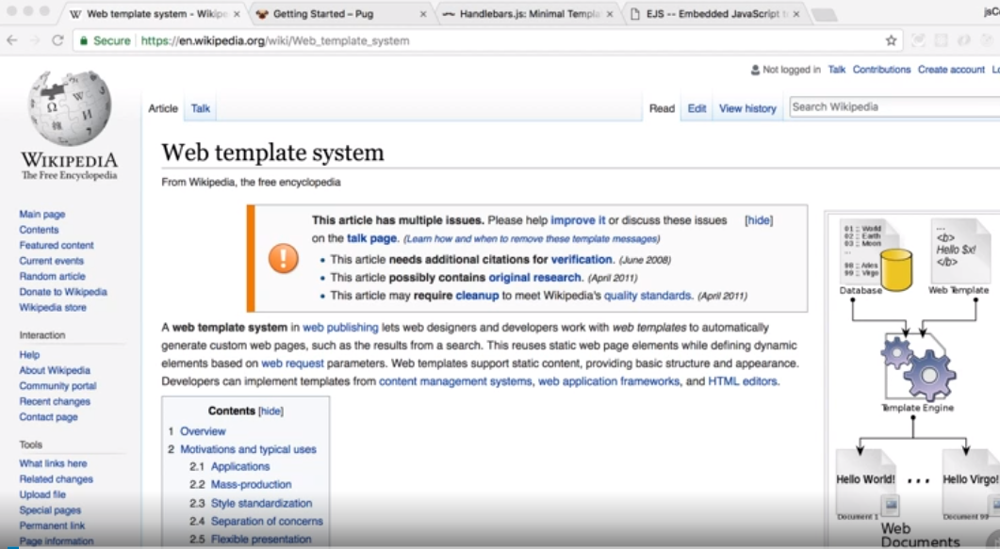 Web template system - Wikipe
Getting Started – Pug
Handlebars.js: Minimal Templa
EJS -- Embedded JavaScript t
Secure https://en.wikipedia.org/wiki/Web_template_system
Not logged in Talk Contributions Create account
Article Talk
Read Edit View history Search Wikipedia
WIKIPEDIA
The Free Encyclopedia
Main page
Contents
Featured content
Current events
Random article
Donate to Wikipedia
Wikipedia store
Interaction
Help
About Wikipedia
Community portal
Recent changes
Contact page
Tools
What links here
Related changes
Upload file
Special pages
Permanent link
Page information
Web template system
From Wikipedia, the free encyclopedia
This article has multiple issues. Please help improve it or discuss these issues [hide]
on the talk page. (Learn how and when to remove these template messages)
• This article needs additional citations for verification. (June 2008)
• This article possibly contains original research. (April 2011)
• This article may require cleanup to meet Wikipedia's quality standards. (April 2011)
A web template system in web publishing lets web designers and developers work with web templates to automatically
generate custom web pages, such as the results from a search. This reuses static web page elements while defining dynamic
elements based on web request parameters. Web templates support static content, providing basic structure and appearance.
Developers can implement templates from content management systems, web application frameworks, and HTML editors.
Contents [hide]
1 Overview
2 Motivations and typical uses
2.1 Applications
2.2 Mass-production
2.3 Style standardization
2.4 Separation of concerns
2.5 Flexible presentation
01 :: World
02 :: Earth
03 :: Moon
...
98 :: Aries
99 :: Virgo
Database
...
<b>
Hello $x!
</b>
Web Template
Template Engine
Hello World! ... Hello Virgo!
Document 1
Document 99
Web
Documents